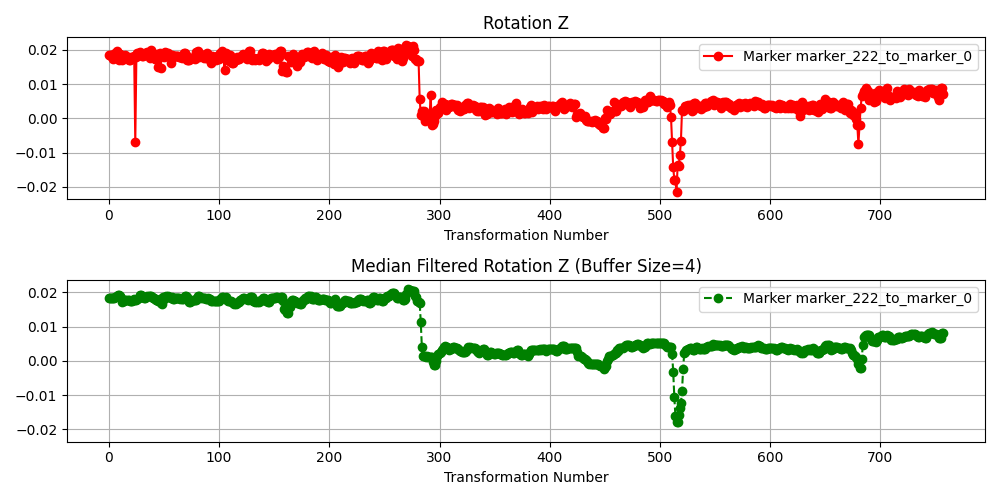 Rotation Z
0.02
0.01
0.00
−0.01
−0.02
Marker marker_222_to_marker_0
0 100 200 300 400 500 600 700
Transformation Number
Median Filtered Rotation Z (Buffer Size=4)
0.02
0.01
0.00
−0.01
−0.02
Marker marker_222_to_marker_0
0 100 200 300 400 500 600 700
Transformation Number